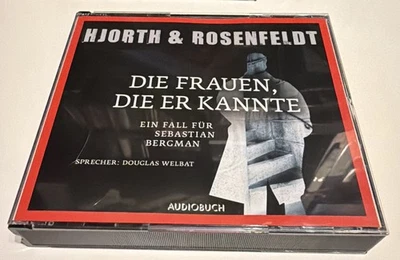 HJORTH & ROSENFELDT
DIE FRAUEN,
DIE ER KANNTE
EIN FALL FÜR
SEBASTIAN
BERGMAN
SPRECHER: DOUGLAS WELBAT
AUDIOBUCH